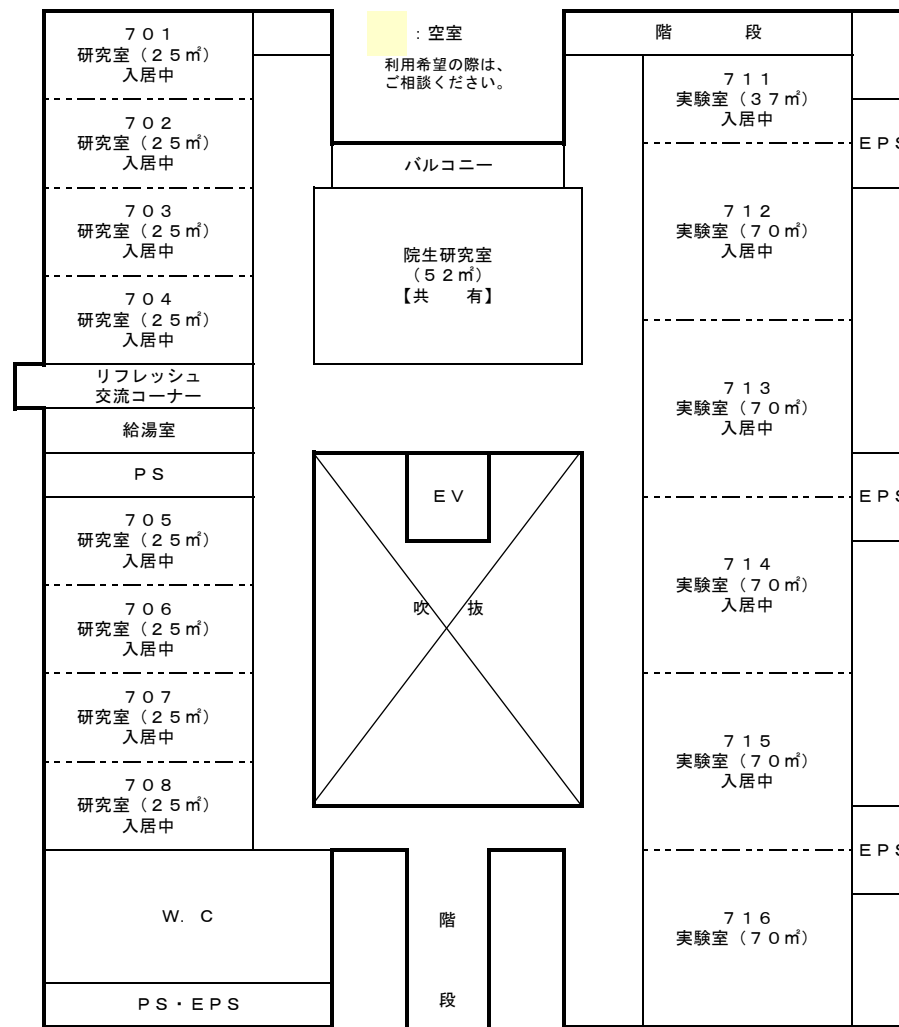 ７０１
研究室（２５㎡）
入居中
７０２
研究室（２５㎡）
入居中
７０３
研究室（２５㎡）
入居中
７０４
研究室（２５㎡）
入居中
リフレッシュ
交流コーナー
給湯室
ＰＳ
７０５
研究室（２５㎡）
入居中
７０６
研究室（２５㎡）
入居中
７０７
研究室（２５㎡）
入居中
７０８
研究室（２５㎡）
入居中
Ｗ．Ｃ
ＰＳ・ＥＰＳ
：空室
利用希望の際は、
ご相談ください。
バルコニー
院生研究室
（５２㎡）
【共　　有】
ＥＶ
吹　　抜
階
段
階　　　段
７１１
実験室（３７㎡）
入居中
７１２
実験室（７０㎡）
入居中
７１３
実験室（７０㎡）
入居中
７１４
実験室（７０㎡）
入居中
７１５
実験室（７０㎡）
入居中
７１６
実験室（７０㎡）
ＥＰＳ
ＥＰＳ
ＥＰＳ